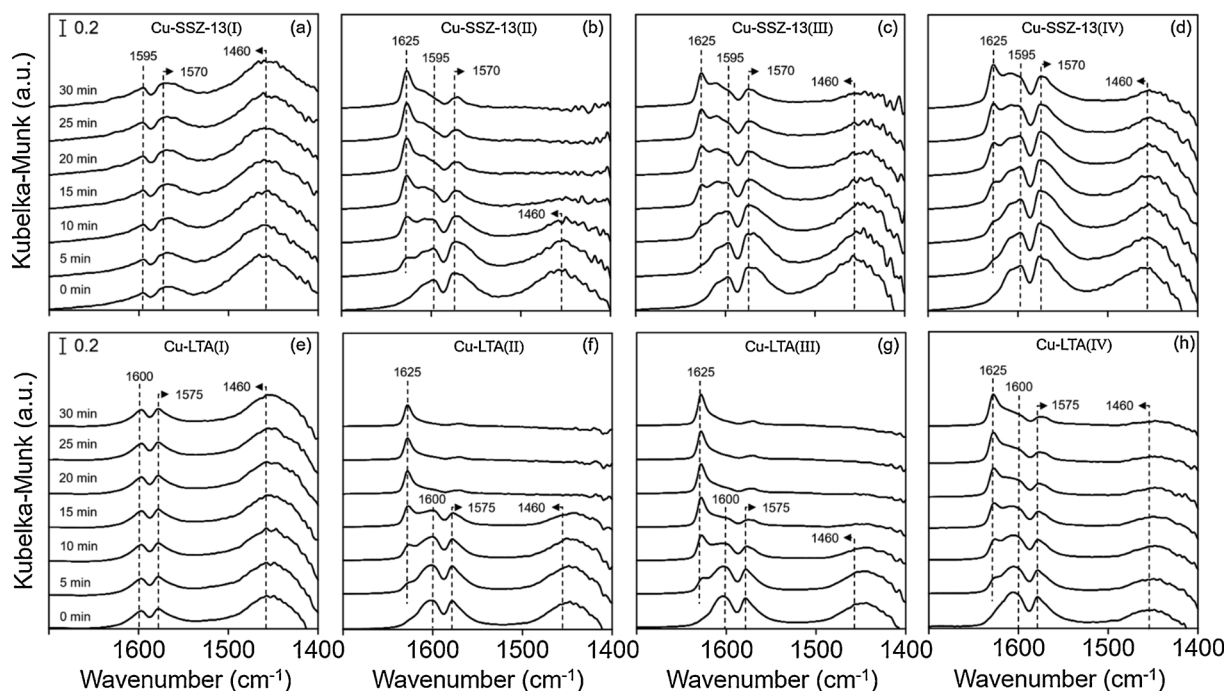 0.2
Cu-SSZ-13(I) (a)
1595
1570
1460
30 min
25 min
20 min
15 min
10 min
5 min
0 min
Cu-SSZ-13(II) (b)
1625
1595
1570
1460
Cu-SSZ-13(III) (c)
1625
1595
1570
1460
Cu-SSZ-13(IV) (d)
1625
1595
1570
1460
Kubelka-Munk (a.u.)
0.2
Cu-LTA(I) (e)
1600
1575
1460
30 min
25 min
20 min
15 min
10 min
5 min
0 min
Cu-LTA(II) (f)
1625
1600
1575
1460
Cu-LTA(III) (g)
1625
1600
1575
1460
Cu-LTA(IV) (h)
1625
1600
1575
1460
Kubelka-Munk (a.u.)
1600 1500 1400
1600 1500 1400
1600 1500 1400
1600 1500 1400
Wavenumber (cm⁻¹)
Wavenumber (cm⁻¹)
Wavenumber (cm⁻¹)
Wavenumber (cm⁻¹)